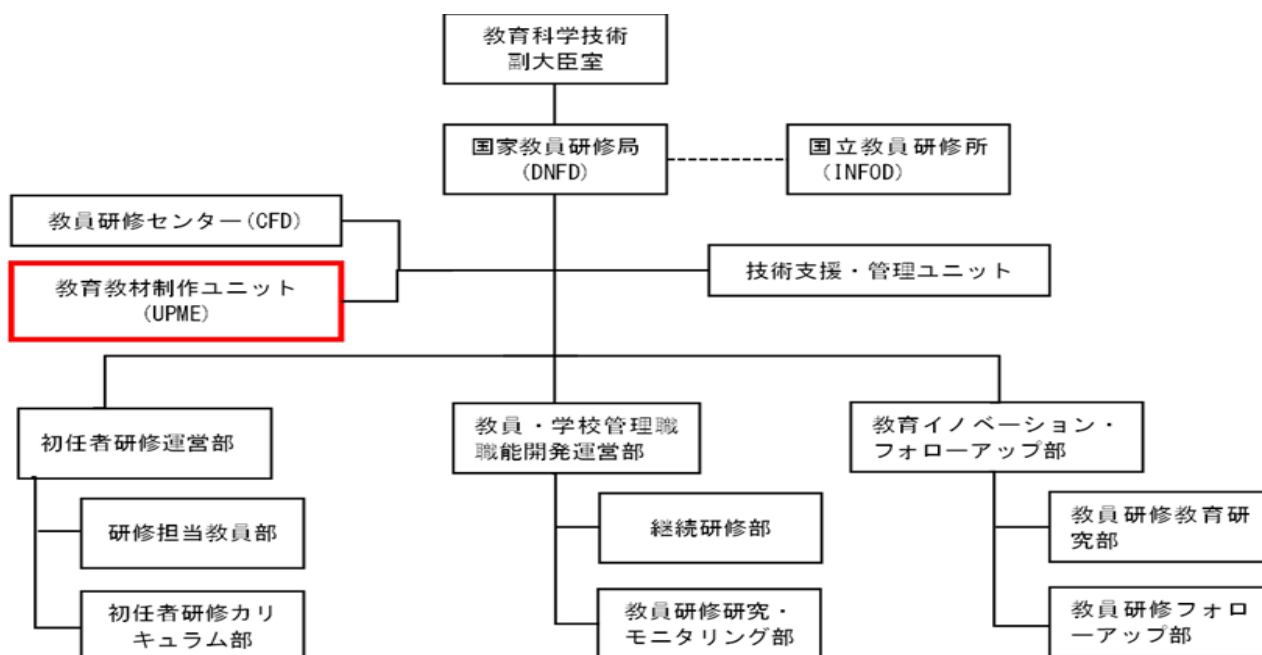 教育科学技術
副大臣室
国家教員研修局
(DNFD)
国立教員研修所
(INFOD)
教員研修センター(CFD)
教育教材制作ユニット
(UPME)
技術支援・管理ユニット
初任者研修運営部
教員・学校管理職
職能開発運営部
教育イノベーション・
フォローアップ部
研修担当教員部
継続研修部
教員研修教育研
究部
初任者研修カリ
キュラム部
教員研修研究・
モニタリング部
教員研修フォロ
ーアップ部